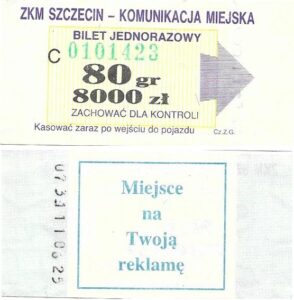 ZKM SZCZECIN - KOMUNIKACJA MIEJSKA
BILET JEDNORAZOWY
C 0101423
80 gr
8000 zł
ZACHOWAĆ DLA KONTROLI
Kasować zaraz po wejściu do pojazdu
Cz.Z.G.
Miejsce
na
Twoją
reklamę